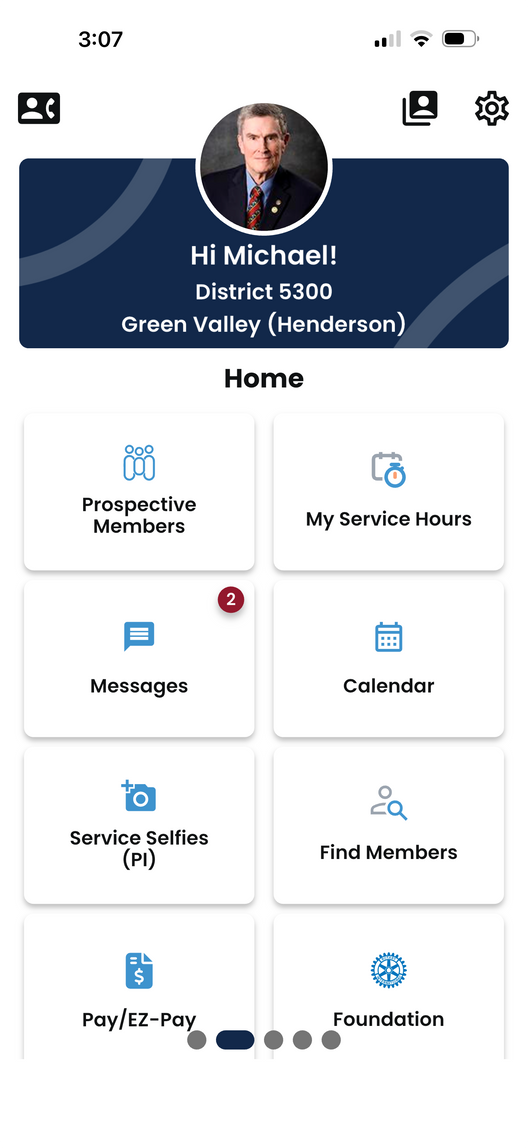 3:07
Hi Michael!
District 5300
Green Valley (Henderson)
Home
Prospective
Members
My Service Hours
2
Messages
Calendar
Service Selfies
(PI)
Find Members
Pay/EZ-Pay
Foundation